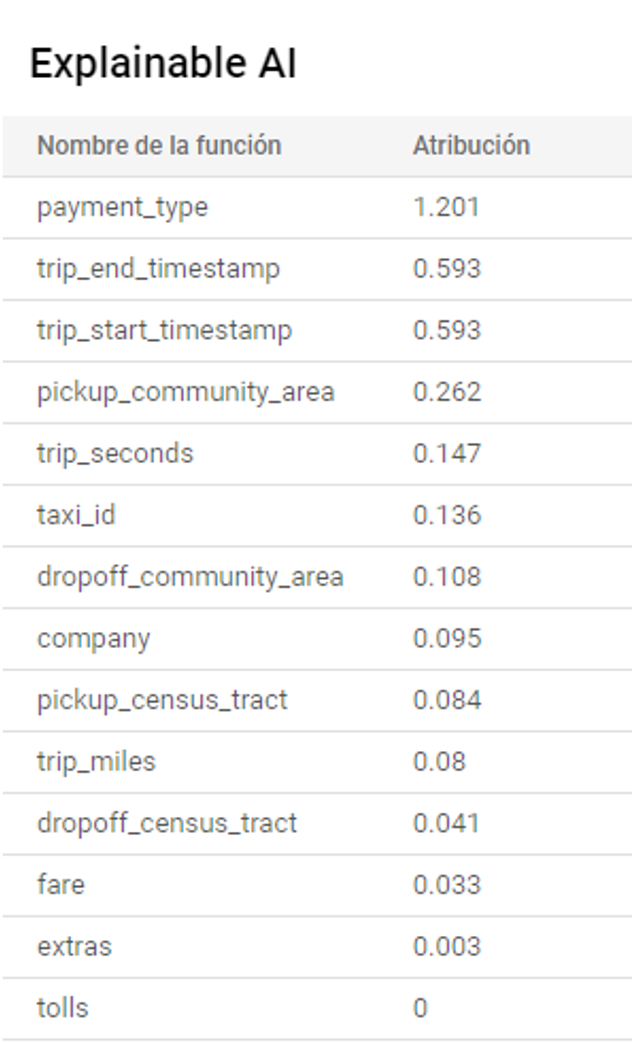 Explainable AI
Nombre de la función Atribución
payment_type 1.201
trip_end_timestamp 0.593
trip_start_timestamp 0.593
pickup_community_area 0.262
trip_seconds 0.147
taxi_id 0.136
dropoff_community_area 0.108
company 0.095
pickup_census_tract 0.084
trip_miles 0.08
dropoff_census_tract 0.041
fare 0.033
extras 0.003
tolls 0